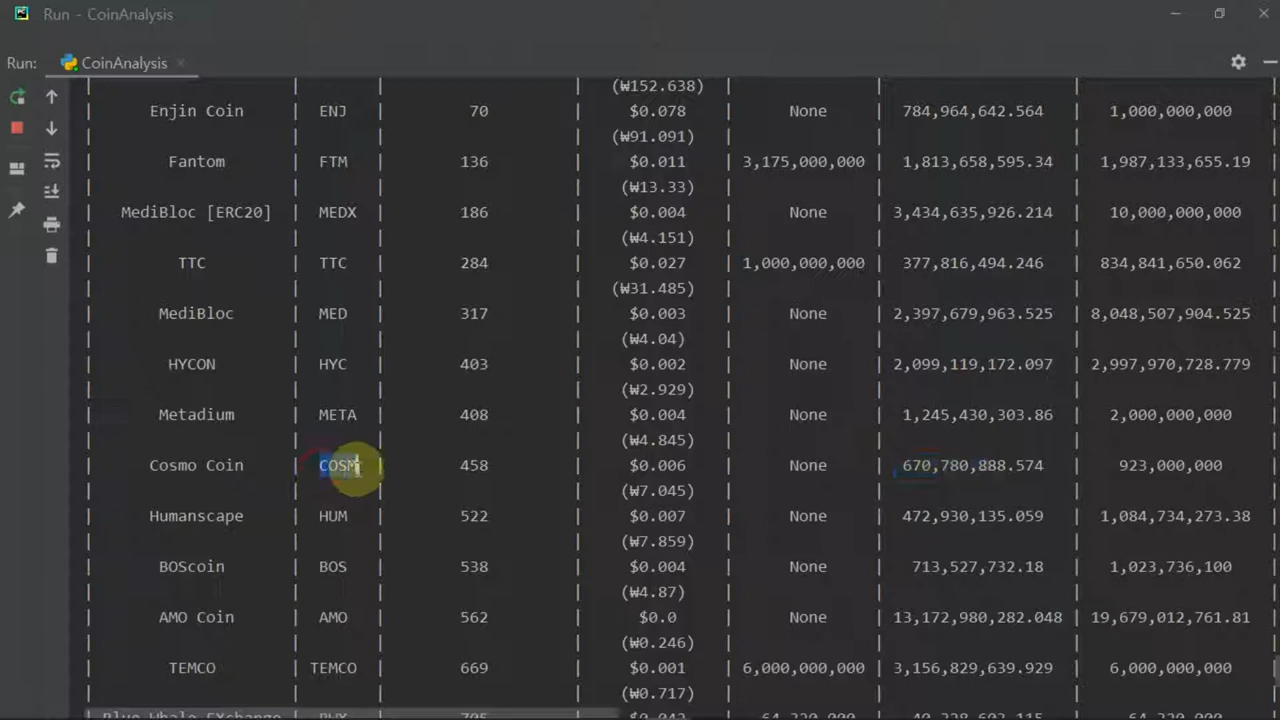 Run - CoinAnalysis
Run: CoinAnalysis
(₩152.638)
Enjin Coin | ENJ | 70 | $0.078 | None | 784,964,642.564 | 1,000,000,000
(₩91.091)
Fantom | FTM | 136 | $0.011 | 3,175,000,000 | 1,813,658,595.34 | 1,987,133,655.19
(₩13.33)
MediBloc [ERC20] | MEDX | 186 | $0.004 | None | 3,434,635,926.214 | 10,000,000,000
(₩4.151)
TTC | TTC | 284 | $0.027 | 1,000,000,000 | 377,816,494.246 | 834,841,650.062
(₩31.485)
MediBloc | MED | 317 | $0.003 | None | 2,397,679,963.525 | 8,048,507,904.525
(₩4.04)
HYCON | HYC | 403 | $0.002 | None | 2,099,119,172.097 | 2,997,970,728.779
(₩2.929)
Metadium | META | 408 | $0.004 | None | 1,245,430,303.86 | 2,000,000,000
(₩4.845)
Cosmo Coin | COSM | 458 | $0.006 | None | 670,780,888.574 | 923,000,000
(₩7.045)
Humanscape | HUM | 522 | $0.007 | None | 472,930,135.059 | 1,084,734,273.38
(₩7.859)
BOScoin | BOS | 538 | $0.004 | None | 713,527,732.18 | 1,023,736,100
(₩4.87)
AMO Coin | AMO | 562 | $0.0 | None | 13,172,980,282.048 | 19,679,012,761.81
(₩0.246)
TEMCO | TEMCO | 669 | $0.001 | 6,000,000,000 | 3,156,829,639.929 | 6,000,000,000
(₩0.717)